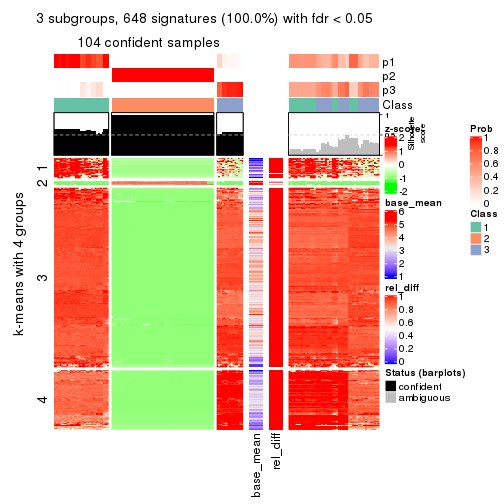 3 subgroups, 648 signatures (100.0%) with fdr < 0.05
104 confident samples
p1
p2
p3
Class
1
Silhouette
score
z-score
2
1
0
-1
-2
base_mean
6
5
4
3
2
1
rel_diff
1
0.8
0.6
0.4
0.2
0
Status (barplots)
confident
ambiguous
Prob
1
0.8
0.6
0.4
0.2
0
Class
1
2
3
k-means with 4 groups
1
2
3
4
base_mean
rel_diff